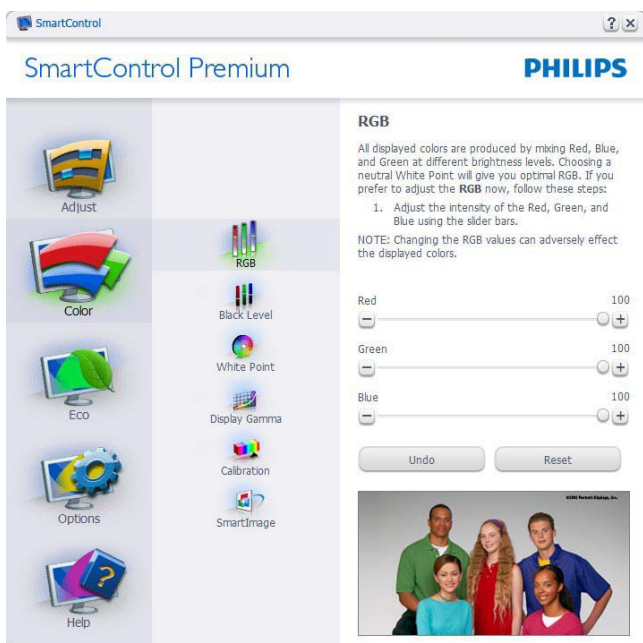 SmartControl
SmartControl Premium
PHILIPS
Adjust
Color
Eco
Options
Help
RGB
Black Level
White Point
Display Gamma
Calibration
SmartImage
RGB
All displayed colors are produced by mixing Red, Blue,
and Green at different brightness levels. Choosing a
neutral White Point will give you optimal RGB. If you
prefer to adjust the RGB now, follow these steps:
1. Adjust the intensity of the Red, Green, and
Blue using the slider bars.
NOTE: Changing the RGB values can adversely effect
the displayed colors.
Red 100
Green 100
Blue 100
Undo Reset